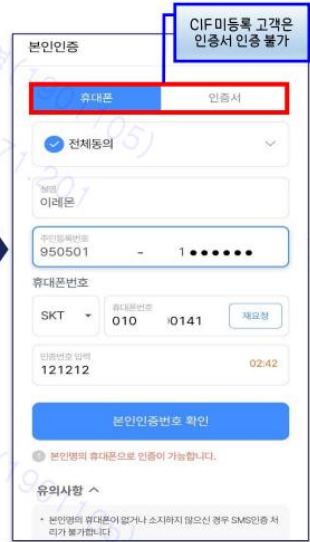 CIF 미등록 고객은
인증서 인증 불가
본인인증
휴대폰 인증서
전체동의
성명
이레몬
주민등록번호
950501 - 1●●●●●●
휴대폰번호
SKT 휴대폰번호 010 0141 재요청
인증번호 입력
121212 02:42
본인인증번호 확인
본인명의 휴대폰으로 인증이 가능합니다.
유의사항
• 본인명의 휴대폰이 없거나 소지하지 않으신 경우 SMS인증 처
리가 불가합니다